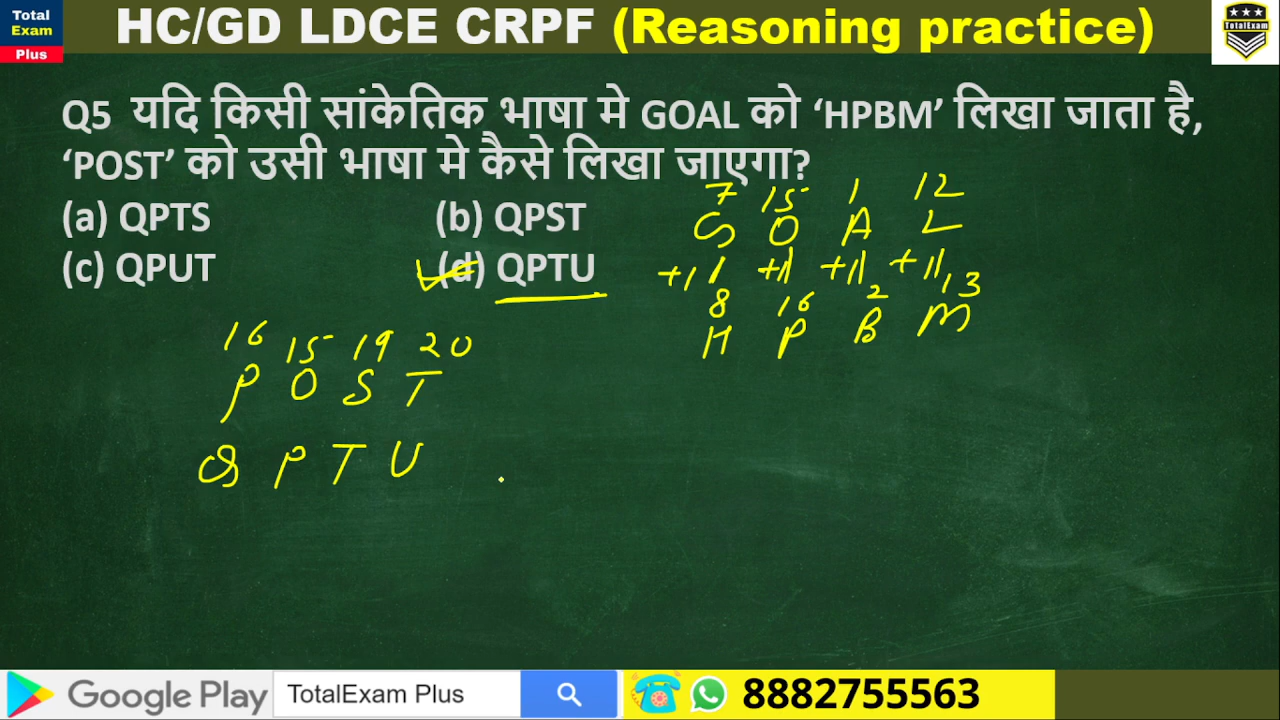 Total
Exam
Plus
HC/GD LDCE CRPF (Reasoning practice)
TotalExam
Q5 यदि किसी सांकेतिक भाषा मे GOAL को ‘HPBM’ लिखा जाता है,
‘POST’ को उसी भाषा मे कैसे लिखा जाएगा?
(a) QPTS (b) QPST
(c) QPUT (d) QPTU
7 15 1 12
G O A L
+1 +1 +1 +1
8 16 2 13
H P B M
16 15 19 20
P O S T
Q P T U
Google Play TotalExam Plus 8882755563